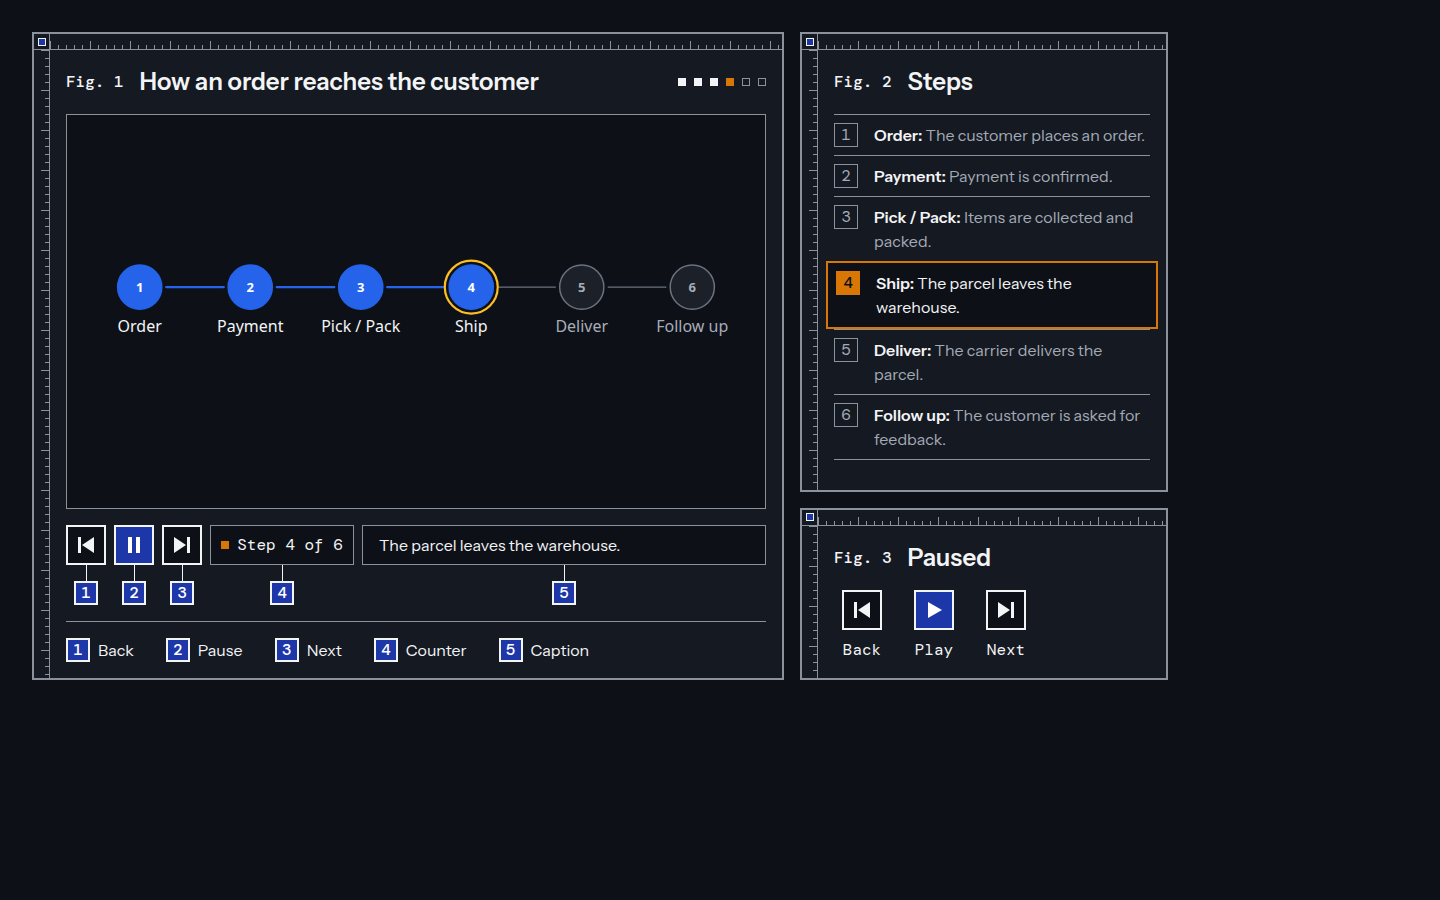 Fig. 1 How an order reaches the customer
1 2 3 4 5 6
Order Payment Pick / Pack Ship Deliver Follow up
Step 4 of 6
The parcel leaves the warehouse.
1 2 3 4 5
1 Back 2 Pause 3 Next 4 Counter 5 Caption
Fig. 2 Steps
1 Order: The customer places an order.
2 Payment: Payment is confirmed.
3 Pick / Pack: Items are collected and
packed.
4 Ship: The parcel leaves the
warehouse.
5 Deliver: The carrier delivers the
parcel.
6 Follow up: The customer is asked for
feedback.
Fig. 3 Paused
Back Play Next